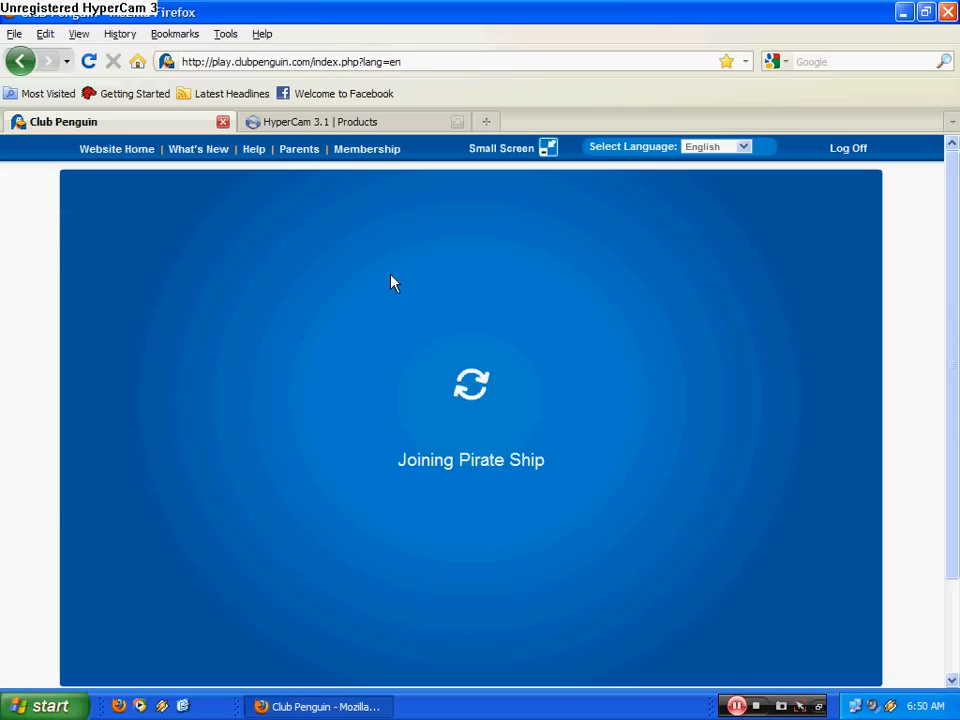 Unregistered HyperCam 3
Firefox
File Edit View History Bookmarks Tools Help
http://play.clubpenguin.com/index.php?lang=en
Google
Most Visited Getting Started Latest Headlines Welcome to Facebook
Club Penguin
HyperCam 3.1 | Products
Website Home | What's New | Help | Parents | Membership
Small Screen
Select Language: English
Log Off
Joining Pirate Ship
start
Club Penguin - Mozilla...
6:50 AM